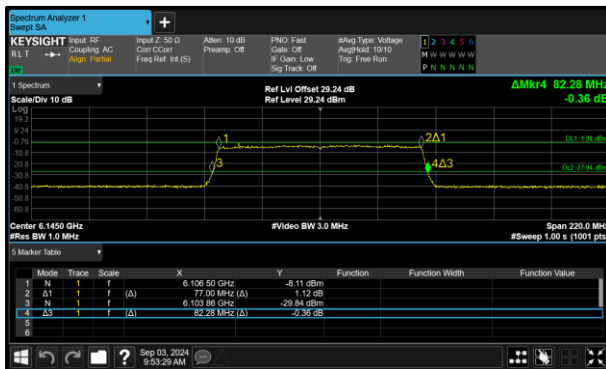 Spectrum Analyzer 1
Swept SA
KEYSIGHT Input: RF Input Z: 50 Ω Atten: 10 dB PNO: Fast #Avg Type: Voltage 1 2 3 4 5 6
RLT Coupling: AC Corr CCorr Preamp: Off Gate: Off Avg|Hold: 10/10 M W W W W W
Align: Partial Freq Ref: Int (S) IF Gain: Low Trig: Free Run
Sig Track: Off P N N N N N
1 Spectrum Ref Lvl Offset 29.24 dB ΔMkr4 82.28 MHz
Scale/Div 10 dB Ref Level 29.24 dBm -0.36 dB
Log
19.2
9.24
-0.76 1 2Δ1 DL1 -1.94 dBm
-10.8
-20.8 3 4Δ3 DL2 -27.94 dBm
-30.8
-40.8
-50.8
-60.8
Center 6.1450 GHz #Video BW 3.0 MHz Span 220.0 MHz
#Res BW 1.0 MHz #Sweep 1.00 s (1001 pts)
5 Marker Table
Mode Trace Scale X Y Function Function Width Function Value
1 N 1 f 6.106 50 GHz -8.11 dBm
2 Δ1 1 f (Δ) 77.00 MHz (Δ) 1.12 dB
3 N 1 f 6.103 86 GHz -29.84 dBm
4 Δ3 1 f (Δ) 82.28 MHz (Δ) -0.36 dB
5
6
? Sep 03, 2024
9:53:29 AM